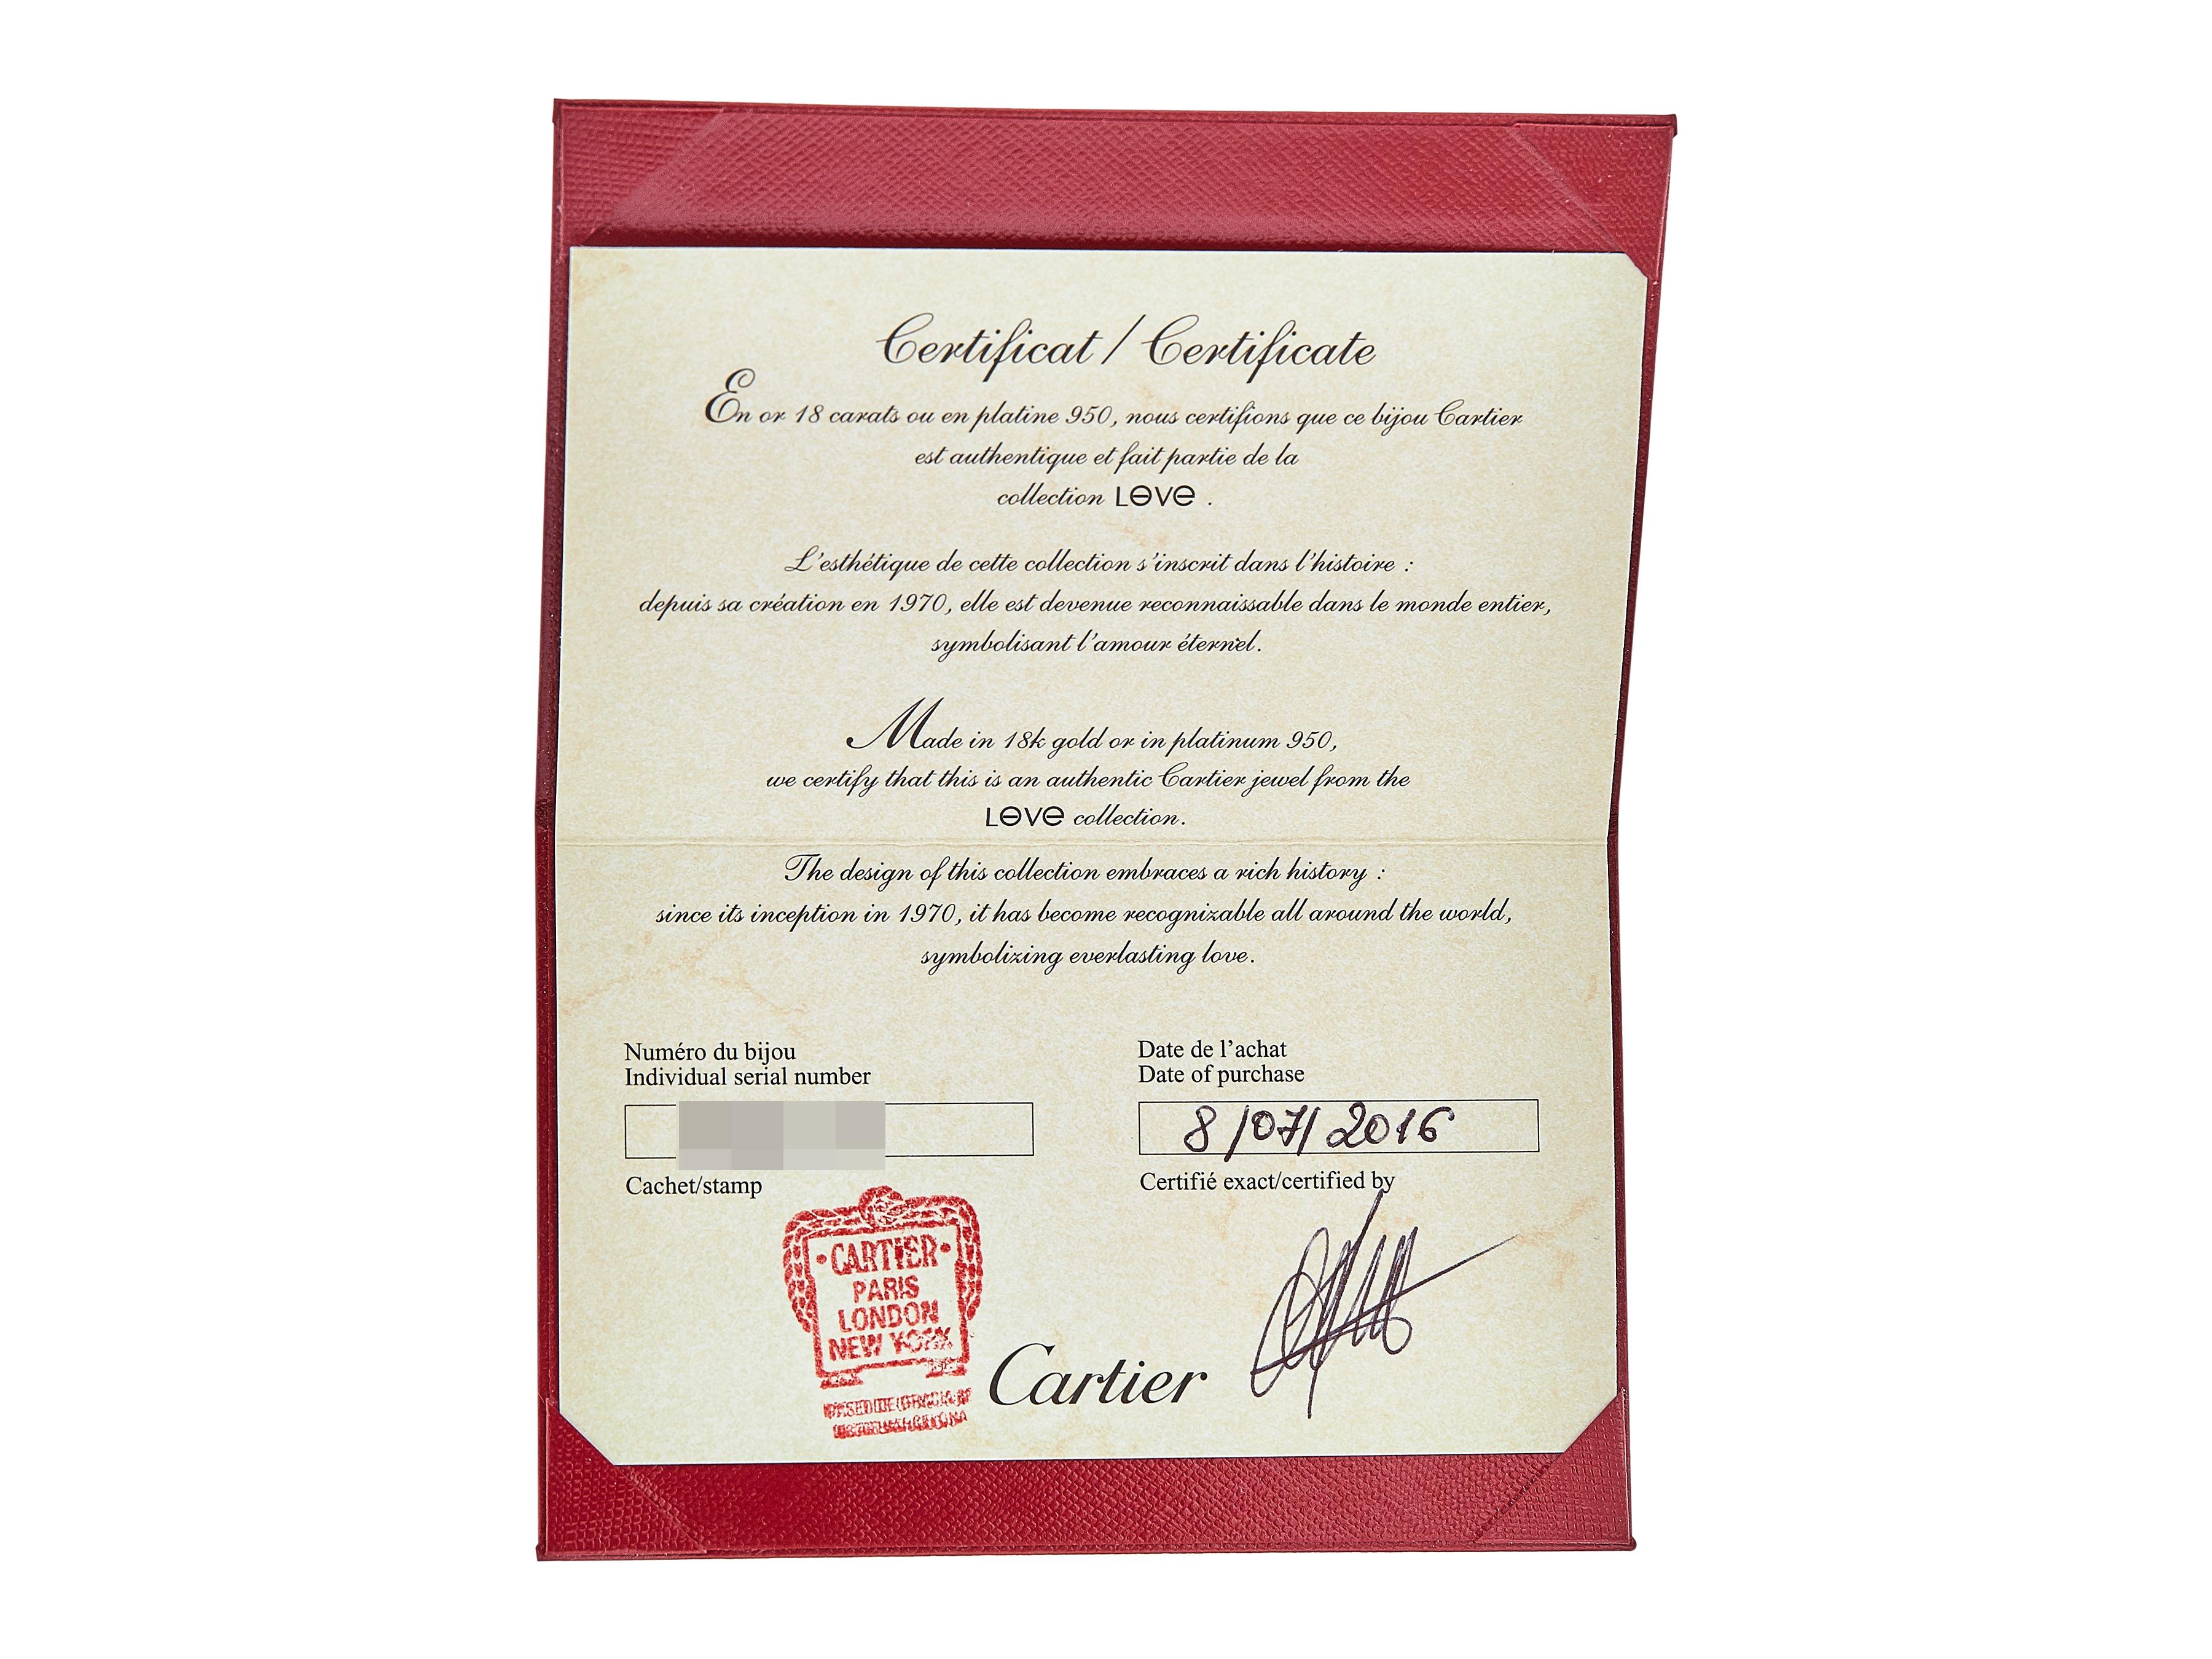 Certificat / Certificate
En or 18 carats ou en platine 950, nous certifions que ce bijou Cartier
est authentique et fait partie de la
collection LOVE .
L'esthétique de cette collection s'inscrit dans l'histoire :
depuis sa création en 1970, elle est devenue reconnaissable dans le monde entier,
symbolisant l'amour éternel.
Made in 18k gold or in platinum 950,
we certify that this is an authentic Cartier jewel from the
LOVE collection.
The design of this collection embraces a rich history :
since its inception in 1970, it has become recognizable all around the world,
symbolizing everlasting love.
Numéro du bijou
Individual serial number
Date de l'achat
Date of purchase
8/07/2016
Cachet/stamp
Certifié exact/certified by
•CARTIER•
PARIS
LONDON
NEW YORK
Cartier